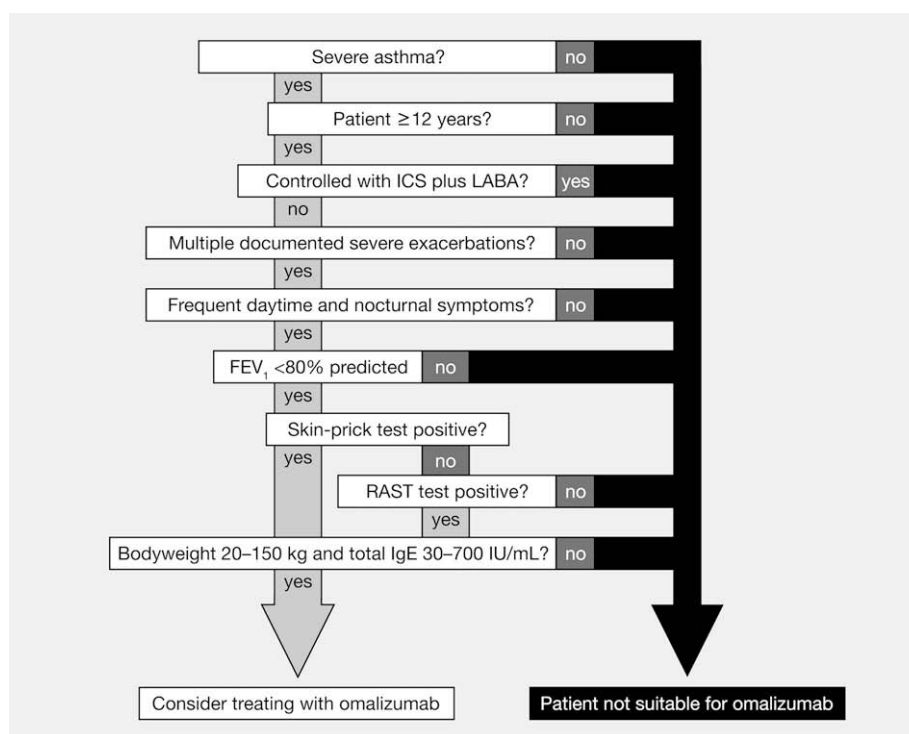 Severe asthma? no
yes
Patient ≥12 years? no
yes
Controlled with ICS plus LABA? yes
no
Multiple documented severe exacerbations? no
yes
Frequent daytime and nocturnal symptoms? no
yes
FEV₁ <80% predicted no
yes
Skin-prick test positive?
yes no
RAST test positive? no
yes
Bodyweight 20–150 kg and total IgE 30–700 IU/mL? no
yes
Consider treating with omalizumab Patient not suitable for omalizumab